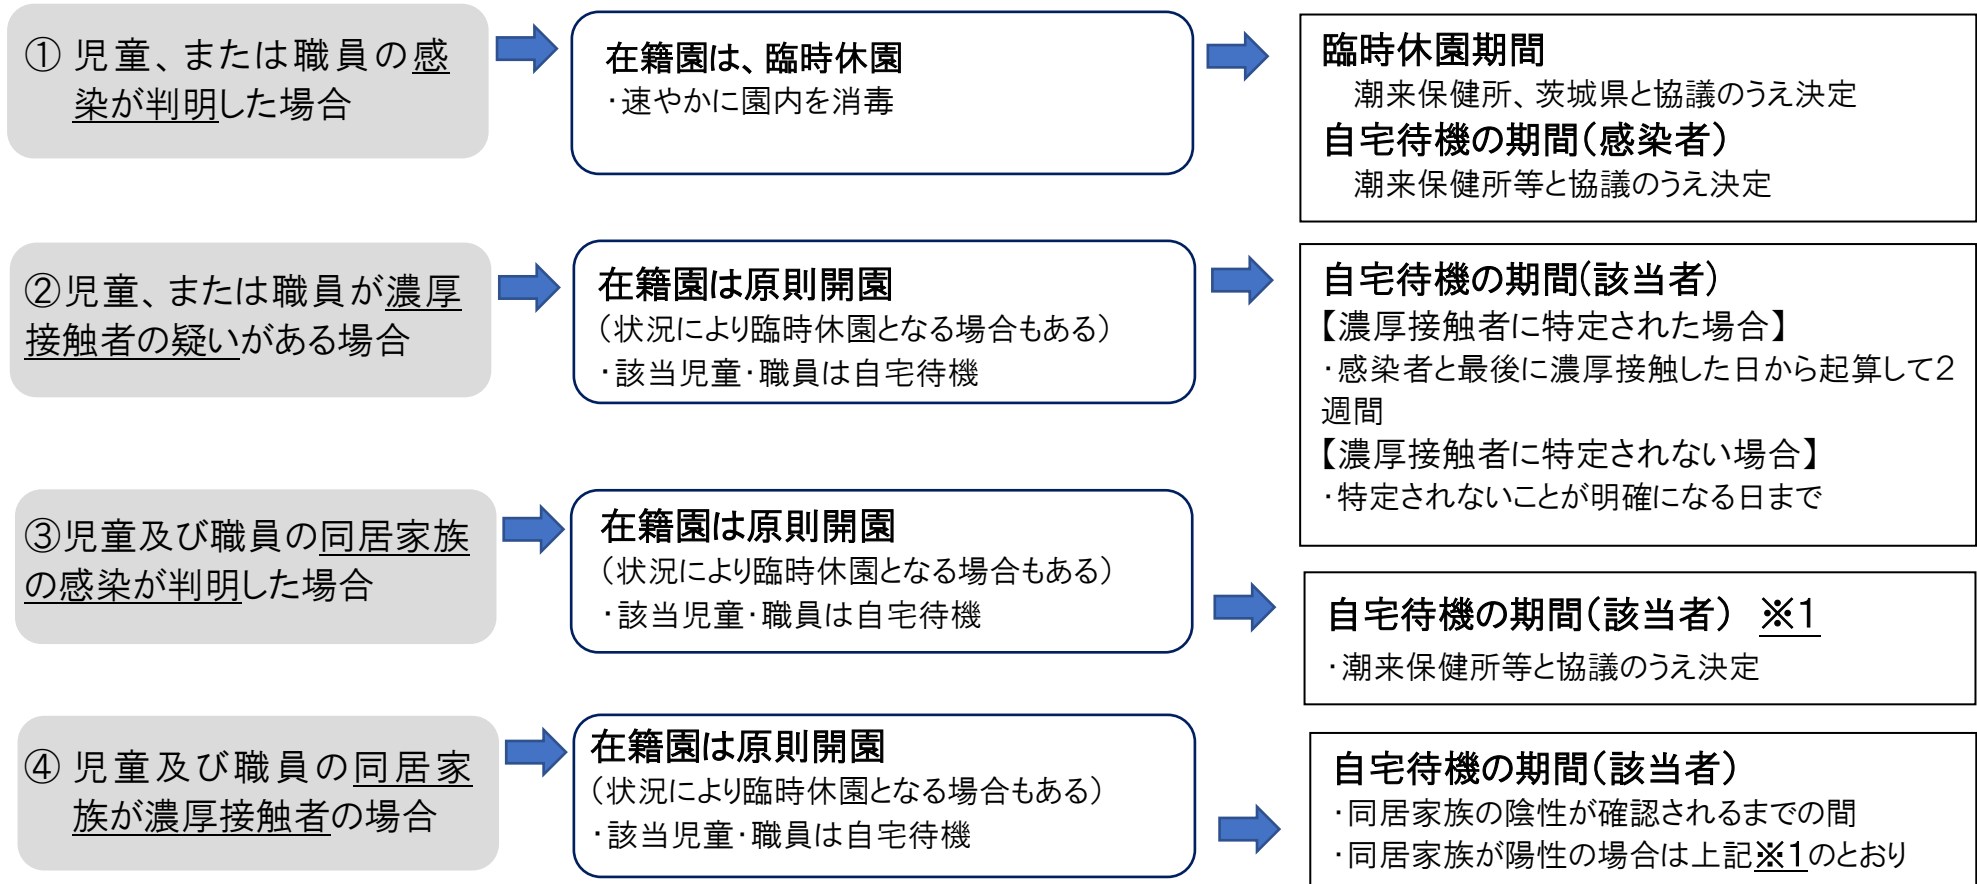 ① 児童、または職員の感
染が判明した場合
在籍園は、臨時休園
・速やかに園内を消毒
臨時休園期間
潮来保健所、茨城県と協議のうえ決定
自宅待機の期間(感染者)
潮来保健所等と協議のうえ決定
②児童、または職員が濃厚
接触者の疑いがある場合
在籍園は原則開園
(状況により臨時休園となる場合もある)
・該当児童・職員は自宅待機
自宅待機の期間(該当者)
【濃厚接触者に特定された場合】
・感染者と最後に濃厚接触した日から起算して2
週間
【濃厚接触者に特定されない場合】
・特定されないことが明確になる日まで
③児童及び職員の同居家族
の感染が判明した場合
在籍園は原則開園
(状況により臨時休園となる場合もある)
・該当児童・職員は自宅待機
自宅待機の期間(該当者) ※1
・潮来保健所等と協議のうえ決定
④ 児童及び職員の同居家
族が濃厚接触者の場合
在籍園は原則開園
(状況により臨時休園となる場合もある)
・該当児童・職員は自宅待機
自宅待機の期間(該当者)
・同居家族の陰性が確認されるまでの間
・同居家族が陽性の場合は上記※1のとおり